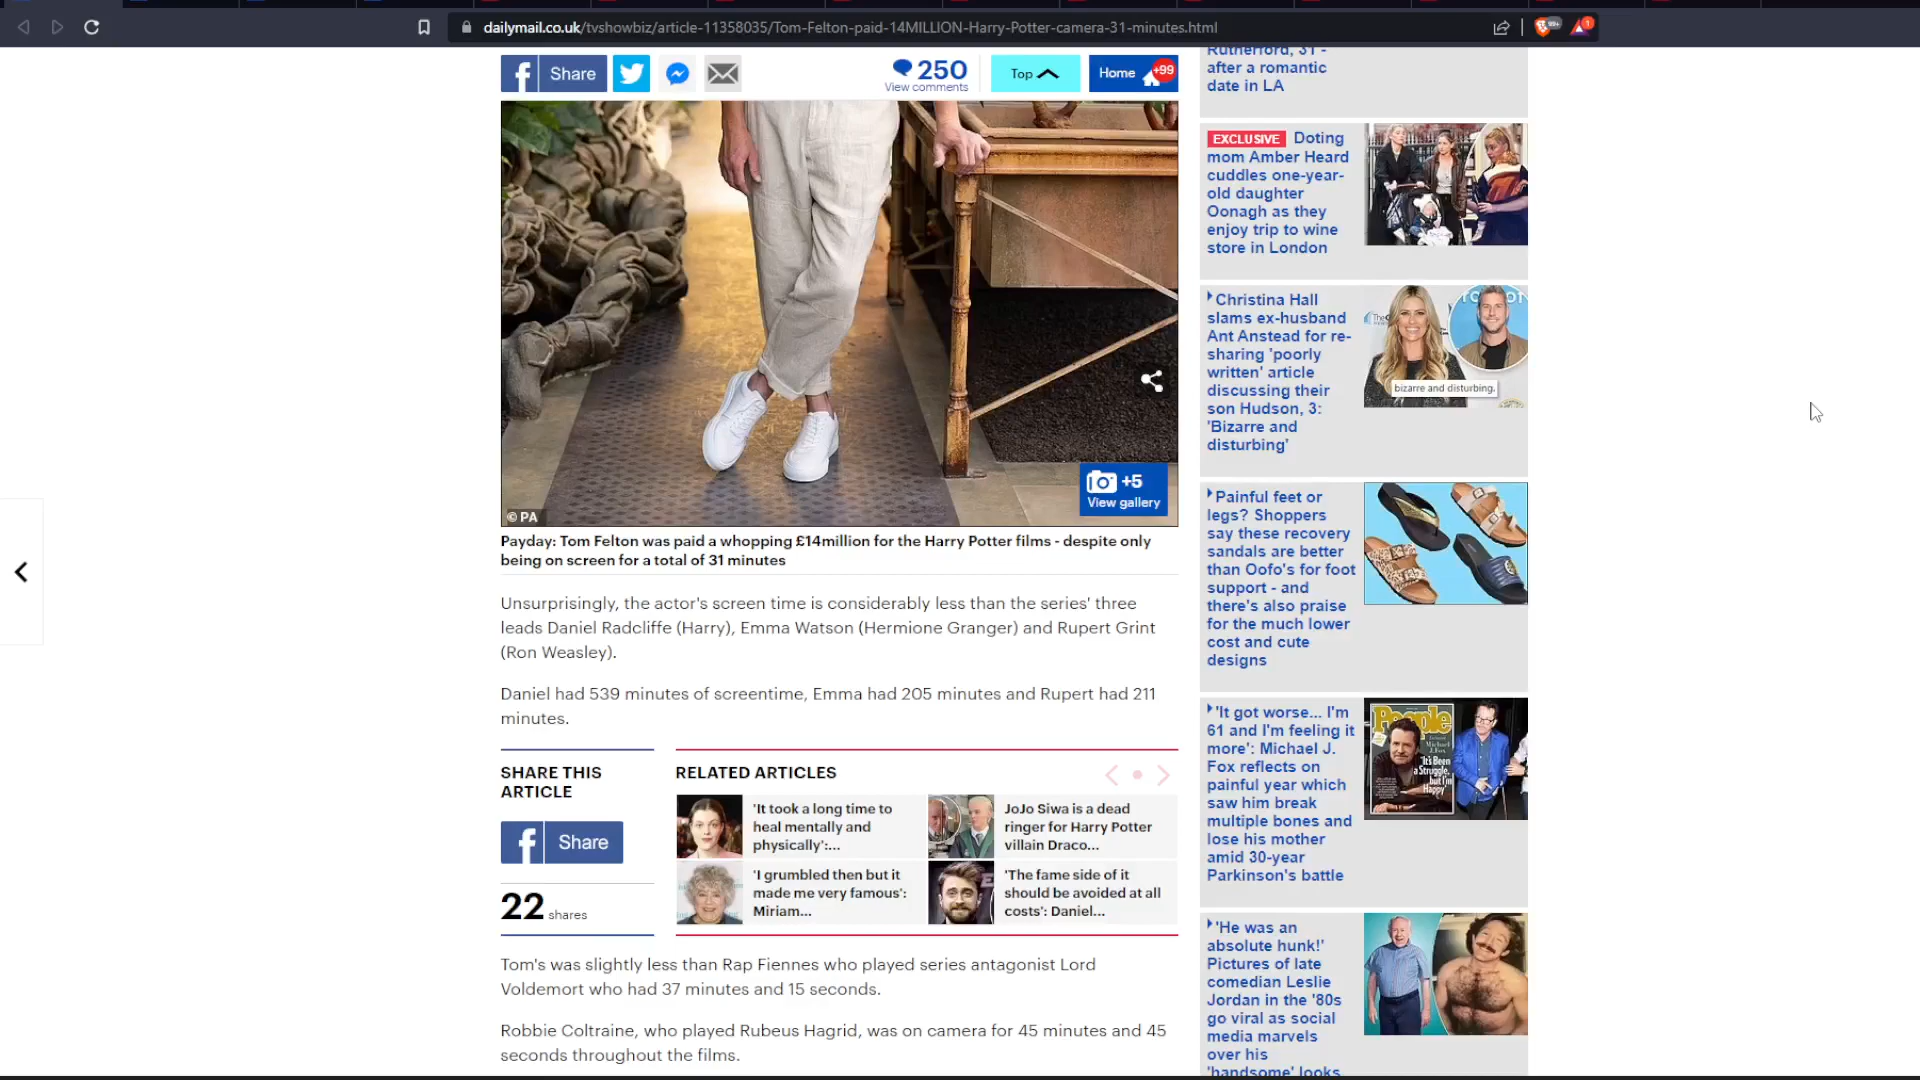 dailymail.co.uk/tvshowbiz/article-11358035/Tom-Felton-paid-14MILLION-Harry-Potter-camera-31-minutes.html
99+
1
Share
250
View comments
Top
Home
+99
© PA
+5
View gallery
Payday: Tom Felton was paid a whopping £14million for the Harry Potter films - despite only
being on screen for a total of 31 minutes
Unsurprisingly, the actor's screen time is considerably less than the series' three
leads Daniel Radcliffe (Harry), Emma Watson (Hermione Granger) and Rupert Grint
(Ron Weasley).
Daniel had 539 minutes of screentime, Emma had 205 minutes and Rupert had 211
minutes.
SHARE THIS
ARTICLE
Share
22 shares
RELATED ARTICLES
'It took a long time to
heal mentally and
physically':...
JoJo Siwa is a dead
ringer for Harry Potter
villain Draco...
'I grumbled then but it
made me very famous':
Miriam...
'The fame side of it
should be avoided at all
costs': Daniel...
Tom's was slightly less than Rap Fiennes who played series antagonist Lord
Voldemort who had 37 minutes and 15 seconds.
Robbie Coltraine, who played Rubeus Hagrid, was on camera for 45 minutes and 45
seconds throughout the films.
Rutherford, 31 -
after a romantic
date in LA
EXCLUSIVE Doting
mom Amber Heard
cuddles one-year-
old daughter
Oonagh as they
enjoy trip to wine
store in London
Christina Hall
slams ex-husband
Ant Anstead for re-
sharing 'poorly
written' article
discussing their
son Hudson, 3:
'Bizarre and
disturbing'
bizarre and disturbing.
Painful feet or
legs? Shoppers
say these recovery
sandals are better
than Oofo's for foot
support - and
there's also praise
for the much lower
cost and cute
designs
'It got worse... I'm
61 and I'm feeling it
more': Michael J.
Fox reflects on
painful year which
saw him break
multiple bones and
lose his mother
amid 30-year
Parkinson's battle
People
Michael
J. Fox
'It's Been
a Struggle,
but I'm
Happy'
'He was an
absolute hunk!'
Pictures of late
comedian Leslie
Jordan in the '80s
go viral as social
media marvels
over his
'handsome' looks